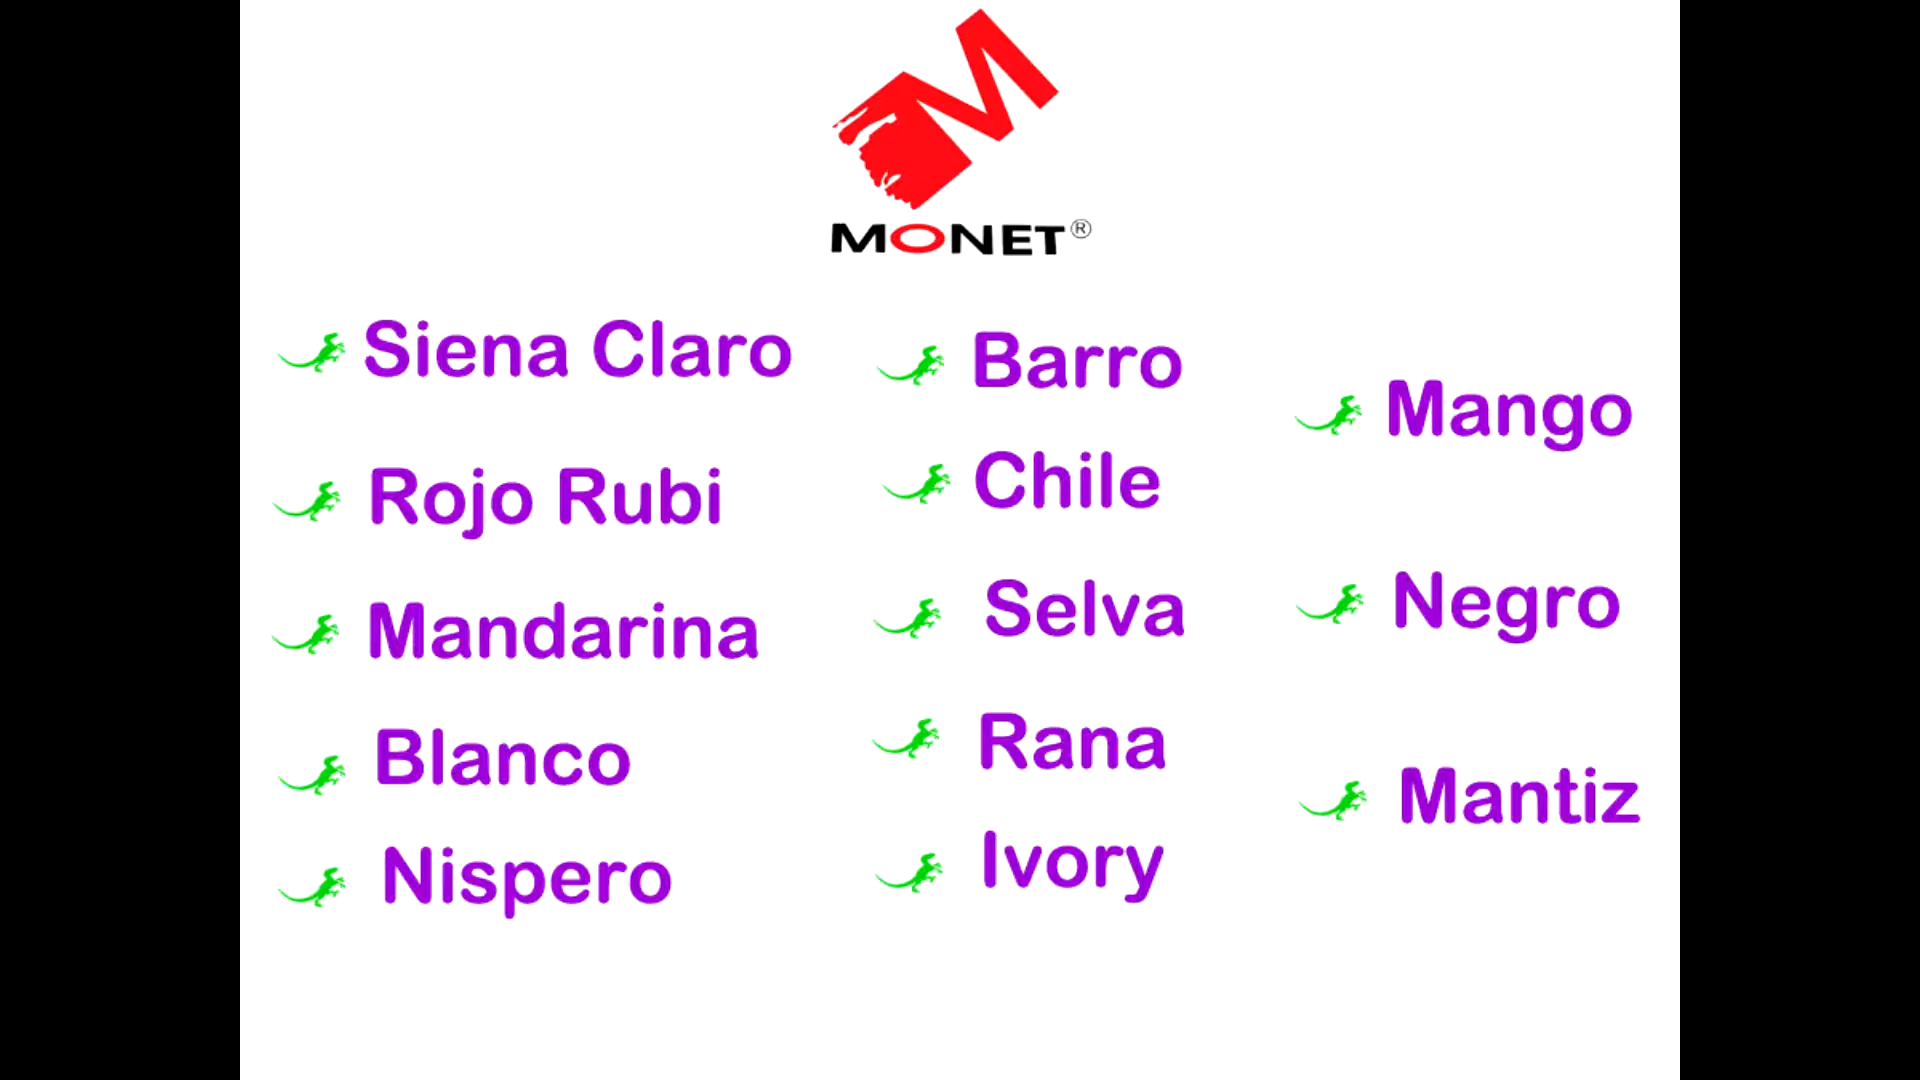 MONET®
Siena Claro
Rojo Rubi
Mandarina
Blanco
Nispero
Barro
Chile
Selva
Rana
Ivory
Mango
Negro
Mantiz